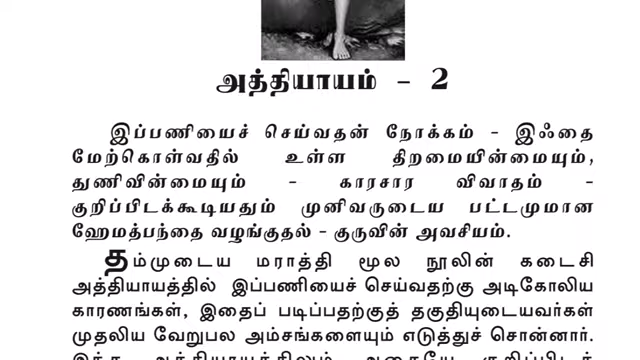 அத்தியாயம் – 2
இப்பணியைச் செய்வதன் நோக்கம் - இஃதை
மேற்கொள்வதில் உள்ள திறமையின்மையும்,
துணிவின்மையும் - காரசார விவாதம் -
குறிப்பிடக்கூடியதும் முனிவருடைய பட்டமுமான
ஹேமத்பந்தை வழங்குதல் - குருவின் அவசியம்.
தம்முடைய மராத்தி மூல நூலின் கடைசி
அத்தியாயத்தில் இப்பணியைச் செய்வதற்கு அடிகோலிய
காரணங்கள், இதைப் படிப்பதற்குத் தகுதியுடையவர்கள்
முதலிய வேறுபல அம்சங்களையும் எடுத்துச் சொன்னார்.